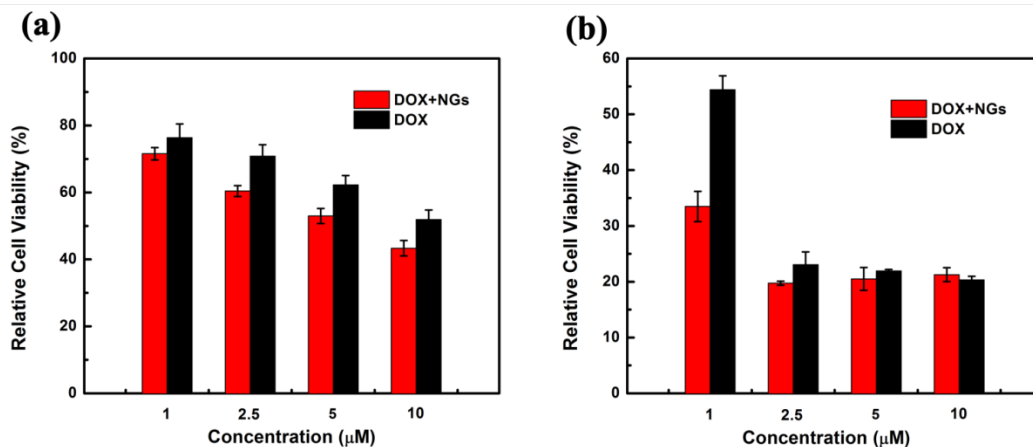 (a)
100
80
60
40
20
0
Relative Cell Viability (%)
DOX+NGs
DOX
1 2.5 5 10
Concentration (μM)
(b)
60
50
40
30
20
10
0
Relative Cell Viability (%)
DOX+NGs
DOX
1 2.5 5 10
Concentration (μM)